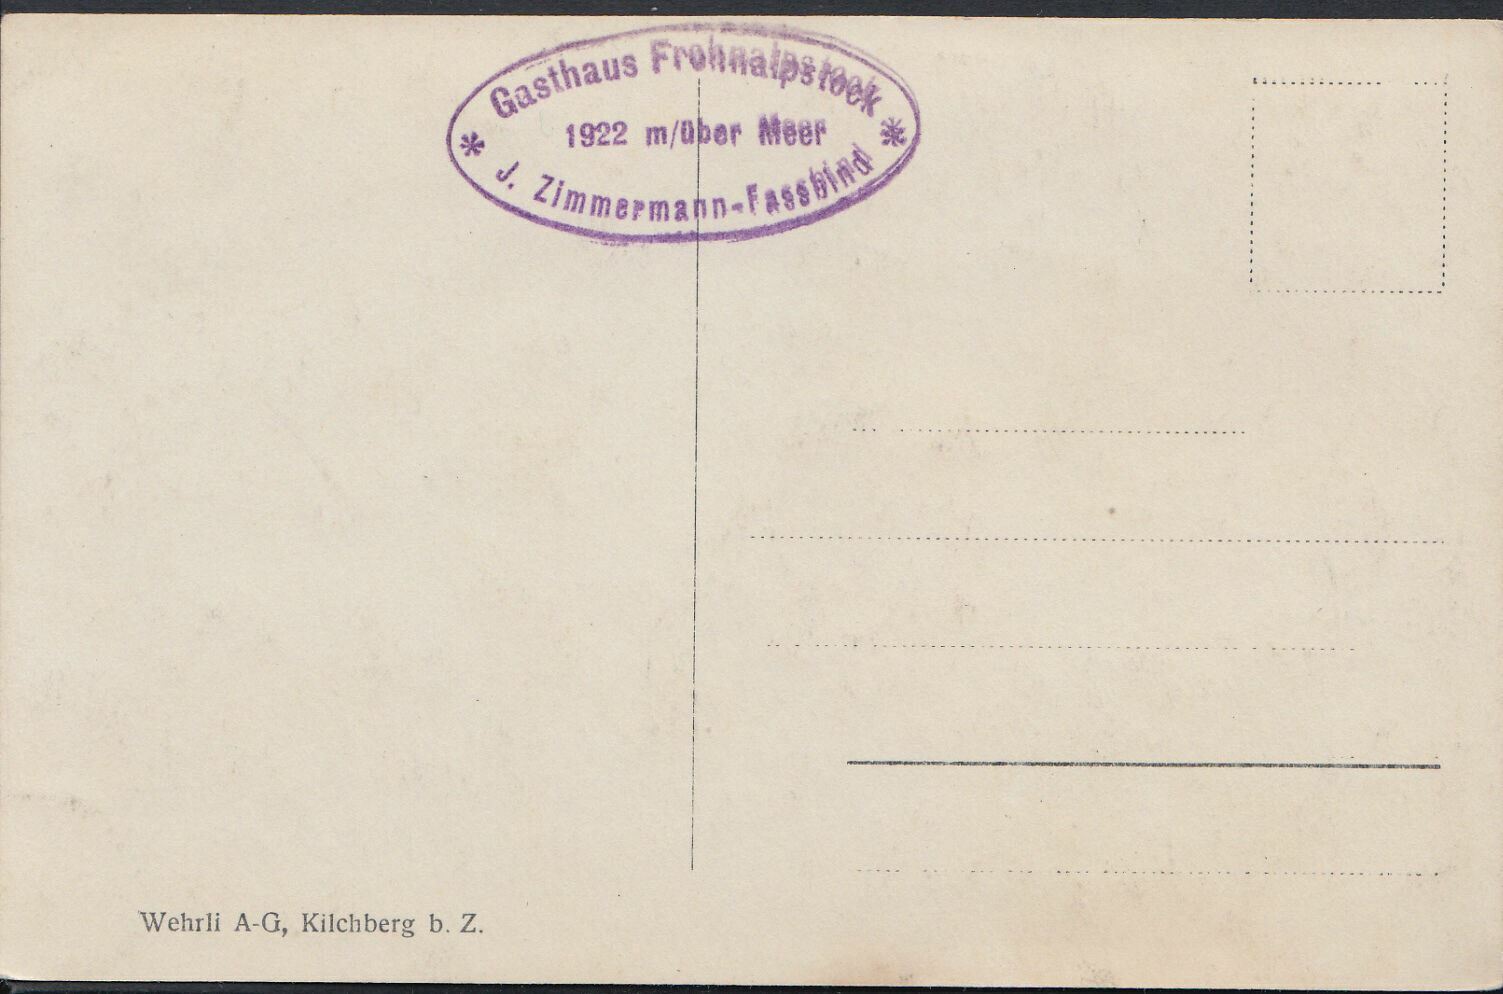 Gasthaus Frohnalpstock
1922 m/über Meer
* J. Zimmermann-Fassbind *
Wehrli A-G, Kilchberg b. Z.